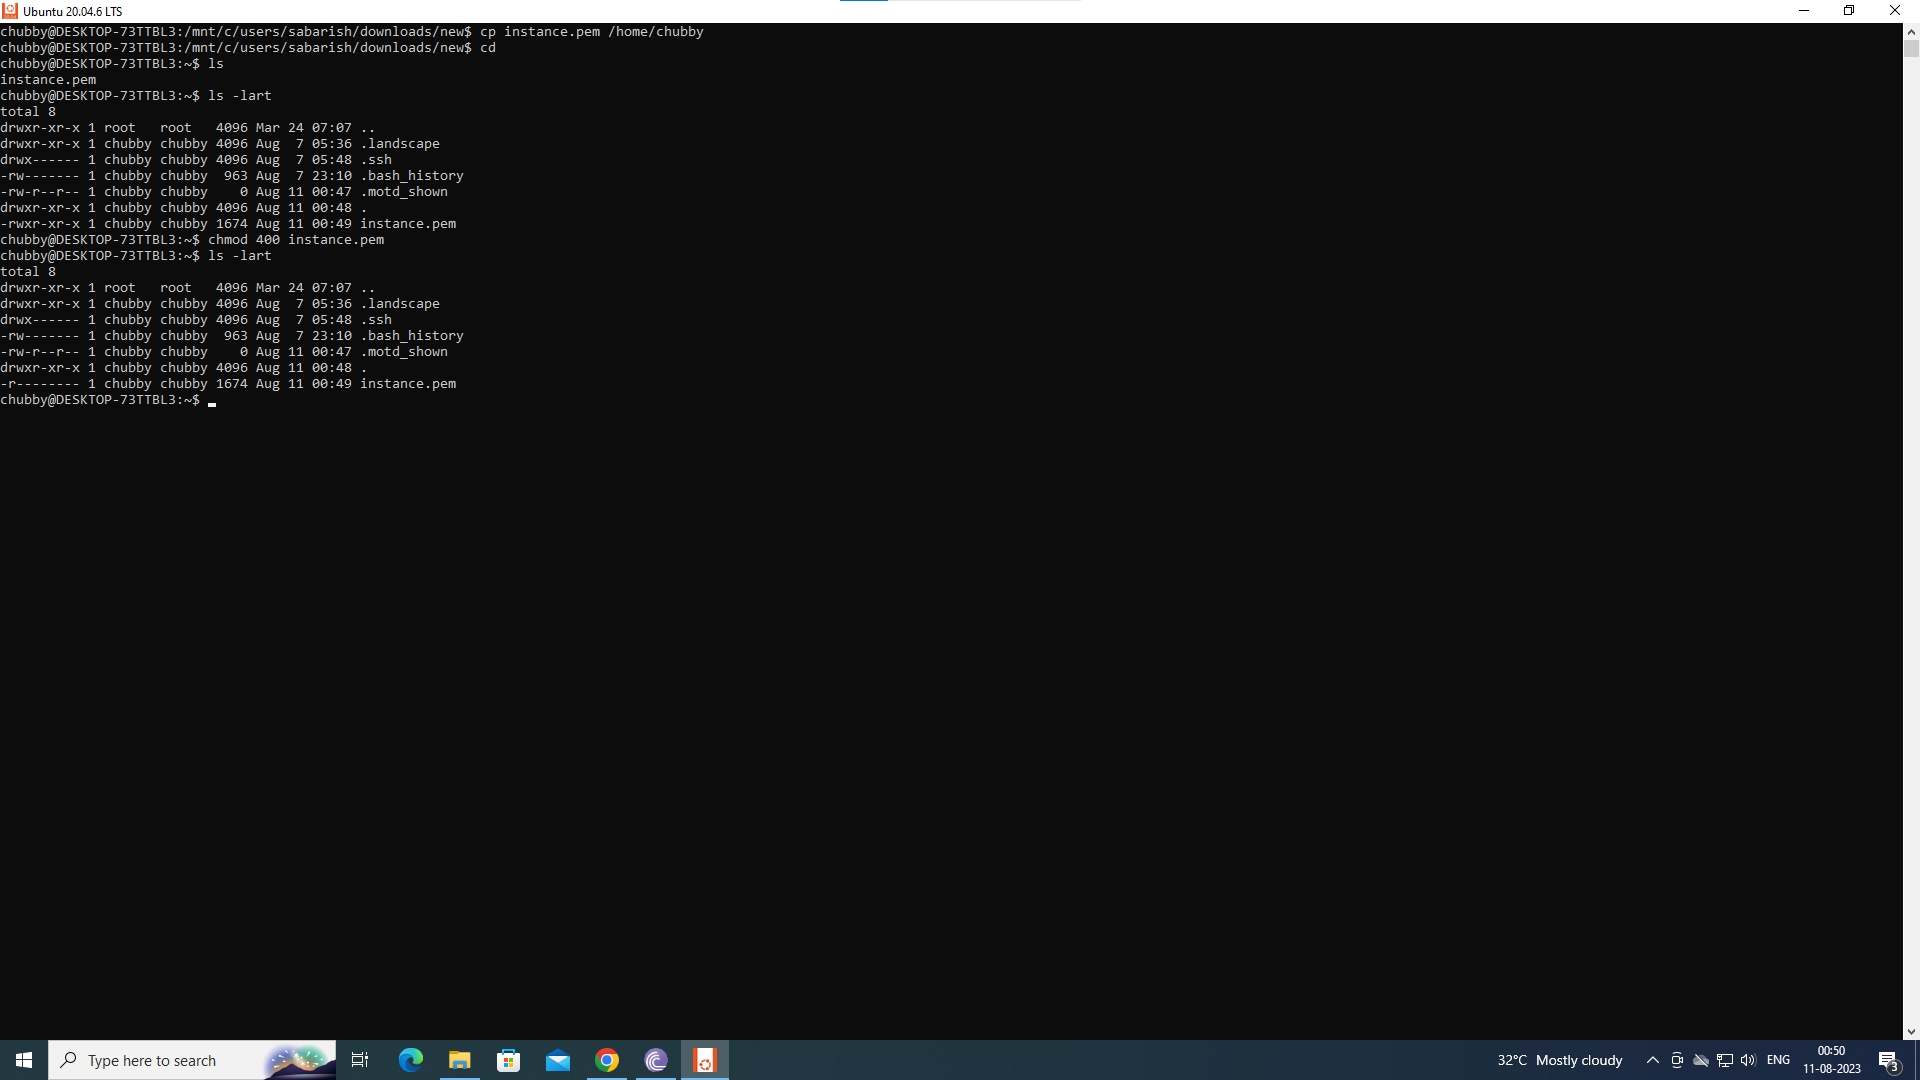 Ubuntu 20.04.6 LTS
chubby@DESKTOP-73TTBL3:/mnt/c/users/sabarish/downloads/new$ cp instance.pem /home/chubby
chubby@DESKTOP-73TTBL3:/mnt/c/users/sabarish/downloads/new$ cd
chubby@DESKTOP-73TTBL3:~$ ls
instance.pem
chubby@DESKTOP-73TTBL3:~$ ls -lart
total 8
drwxr-xr-x 1 root   root   4096 Mar 24 07:07 ..
drwxr-xr-x 1 chubby chubby 4096 Aug  7 05:36 .landscape
drwx------ 1 chubby chubby 4096 Aug  7 05:48 .ssh
-rw------- 1 chubby chubby  963 Aug  7 23:10 .bash_history
-rw-r--r-- 1 chubby chubby    0 Aug 11 00:47 .motd_shown
drwxr-xr-x 1 chubby chubby 4096 Aug 11 00:48 .
-rwxr-xr-x 1 chubby chubby 1674 Aug 11 00:49 instance.pem
chubby@DESKTOP-73TTBL3:~$ chmod 400 instance.pem
chubby@DESKTOP-73TTBL3:~$ ls -lart
total 8
drwxr-xr-x 1 root   root   4096 Mar 24 07:07 ..
drwxr-xr-x 1 chubby chubby 4096 Aug  7 05:36 .landscape
drwx------ 1 chubby chubby 4096 Aug  7 05:48 .ssh
-rw------- 1 chubby chubby  963 Aug  7 23:10 .bash_history
-rw-r--r-- 1 chubby chubby    0 Aug 11 00:47 .motd_shown
drwxr-xr-x 1 chubby chubby 4096 Aug 11 00:48 .
-r-------- 1 chubby chubby 1674 Aug 11 00:49 instance.pem
chubby@DESKTOP-73TTBL3:~$
Type here to search
32°C Mostly cloudy
ENG
00:50
11-08-2023
3